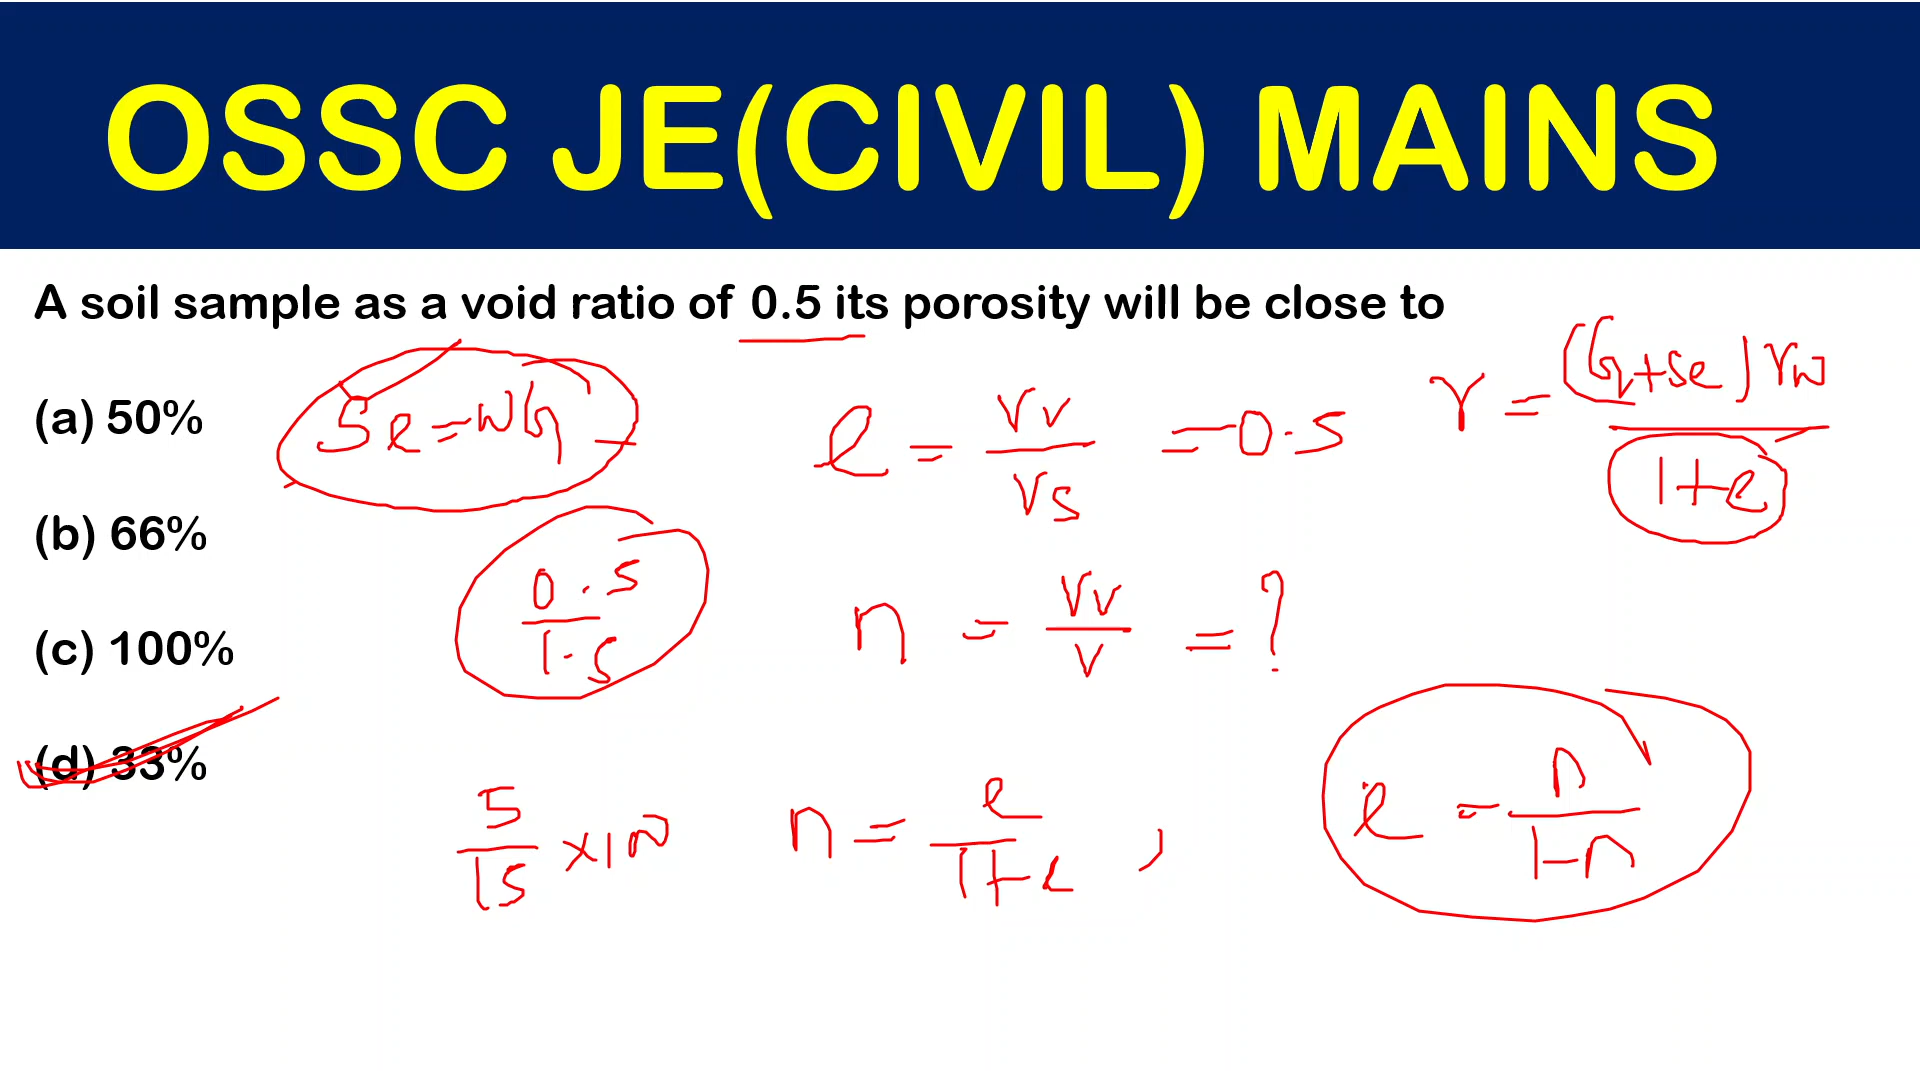 OSSC JE(CIVIL) MAINS
A soil sample as a void ratio of 0.5 its porosity will be close to
(a) 50%
(b) 66%
(c) 100%
(d) 33%
Se=wG
e = Vv/Vs = 0.5
γ = (G+Se)γw/1+e
0.5/1.5
n = Vv/V = ?
5/15 ×100
n = e/1+e ,
e = n/1-n